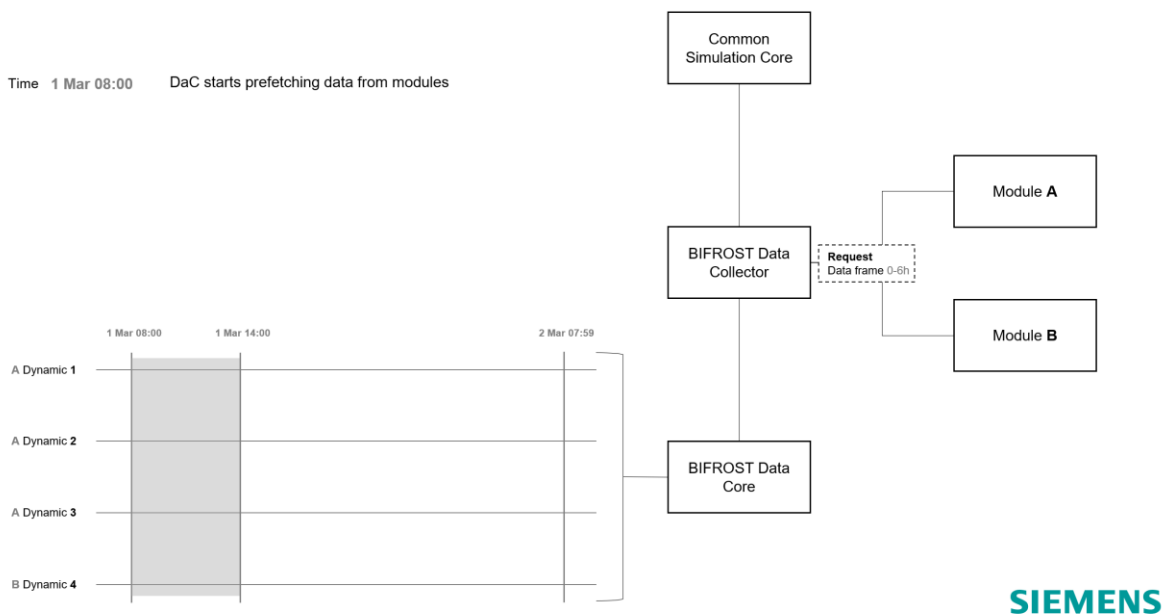 Common
Simulation Core
Time 1 Mar 08:00 DaC starts prefetching data from modules
Module A
BIFROST Data
Collector
Request
Data frame 0-6h
Module B
1 Mar 08:00 1 Mar 14:00 2 Mar 07:59
A Dynamic 1
A Dynamic 2
BIFROST Data
Core
A Dynamic 3
B Dynamic 4
SIEMENS